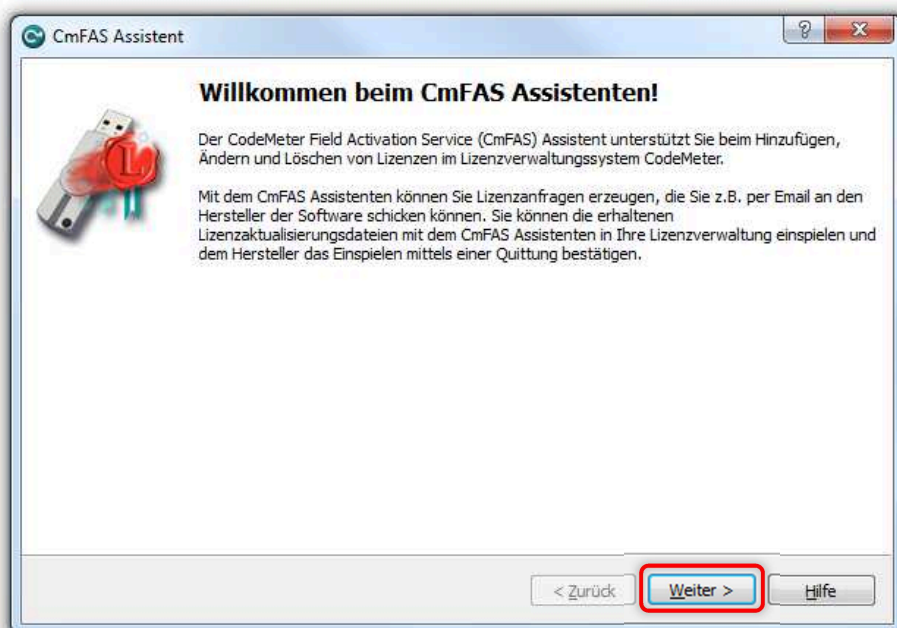 CmFAS Assistent
Willkommen beim CmFAS Assistenten!
Der CodeMeter Field Activation Service (CmFAS) Assistent unterstützt Sie beim Hinzufügen,
Ändern und Löschen von Lizenzen im Lizenzverwaltungssystem CodeMeter.
Mit dem CmFAS Assistenten können Sie Lizenzanfragen erzeugen, die Sie z.B. per Email an den
Hersteller der Software schicken können. Sie können die erhaltenen
Lizenzaktualisierungsdateien mit dem CmFAS Assistenten in Ihre Lizenzverwaltung einspielen und
dem Hersteller das Einspielen mittels einer Quittung bestätigen.
L
< Zurück Weiter > Hilfe